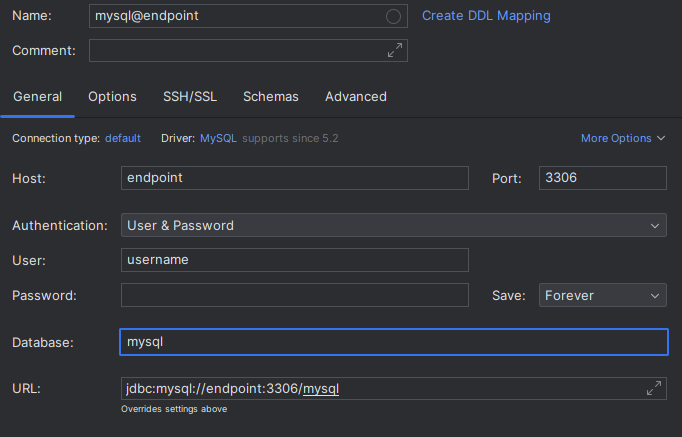 Name: mysql@endpoint Create DDL Mapping
Comment:
General Options SSH/SSL Schemas Advanced
Connection type: default Driver: MySQL supports since 5.2 More Options
Host: endpoint Port: 3306
Authentication: User & Password
User: username
Password: Save: Forever
Database: mysql
URL: jdbc:mysql://endpoint:3306/mysql
Overrides settings above